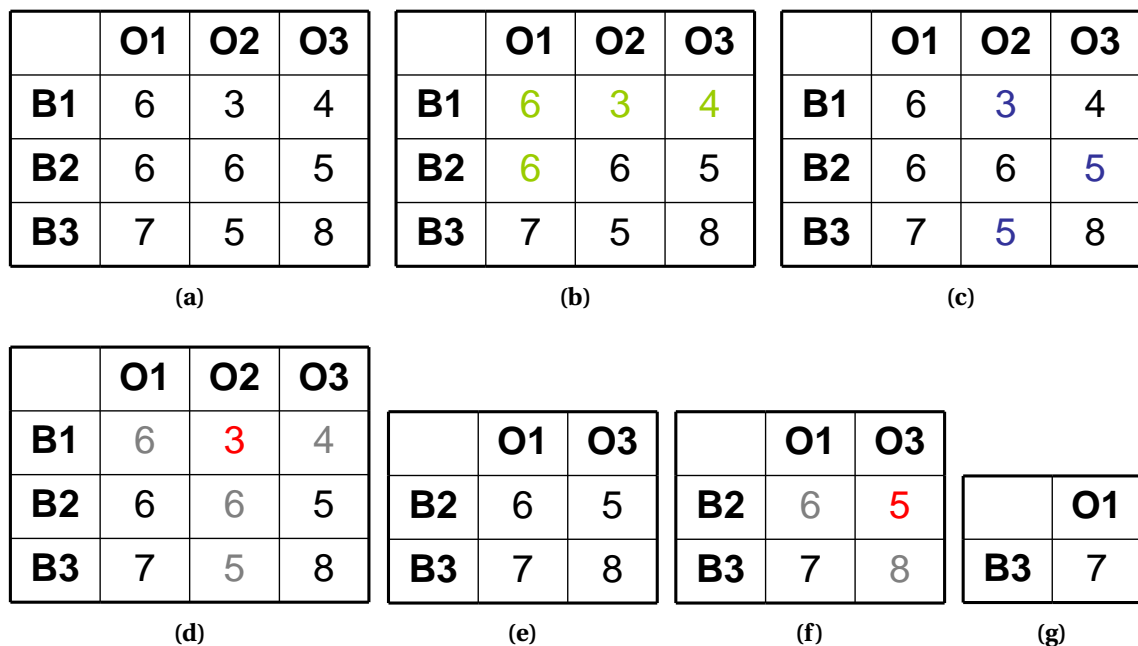 O1 O2 O3
B1 6 3 4
B2 6 6 5
B3 7 5 8
(a)
O1 O2 O3
B1 6 3 4
B2 6 6 5
B3 7 5 8
(b)
O1 O2 O3
B1 6 3 4
B2 6 6 5
B3 7 5 8
(c)
O1 O2 O3
B1 6 3 4
B2 6 6 5
B3 7 5 8
(d)
O1 O3
B2 6 5
B3 7 8
(e)
O1 O3
B2 6 5
B3 7 8
(f)
O1
B3 7
(g)